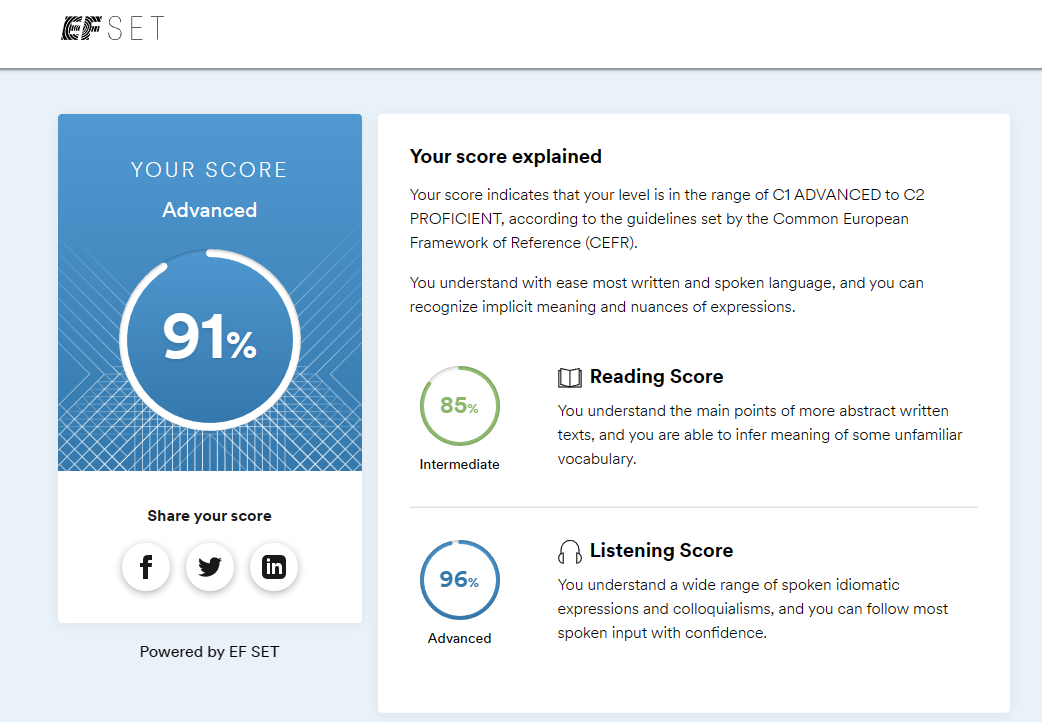 EF SET
YOUR SCORE
Advanced
91%
Share your score
Powered by EF SET
Your score explained
Your score indicates that your level is in the range of C1 ADVANCED to C2
PROFICIENT, according to the guidelines set by the Common European
Framework of Reference (CEFR).
You understand with ease most written and spoken language, and you can
recognize implicit meaning and nuances of expressions.
85%
Intermediate
Reading Score
You understand the main points of more abstract written
texts, and you are able to infer meaning of some unfamiliar
vocabulary.
96%
Advanced
Listening Score
You understand a wide range of spoken idiomatic
expressions and colloquialisms, and you can follow most
spoken input with confidence.